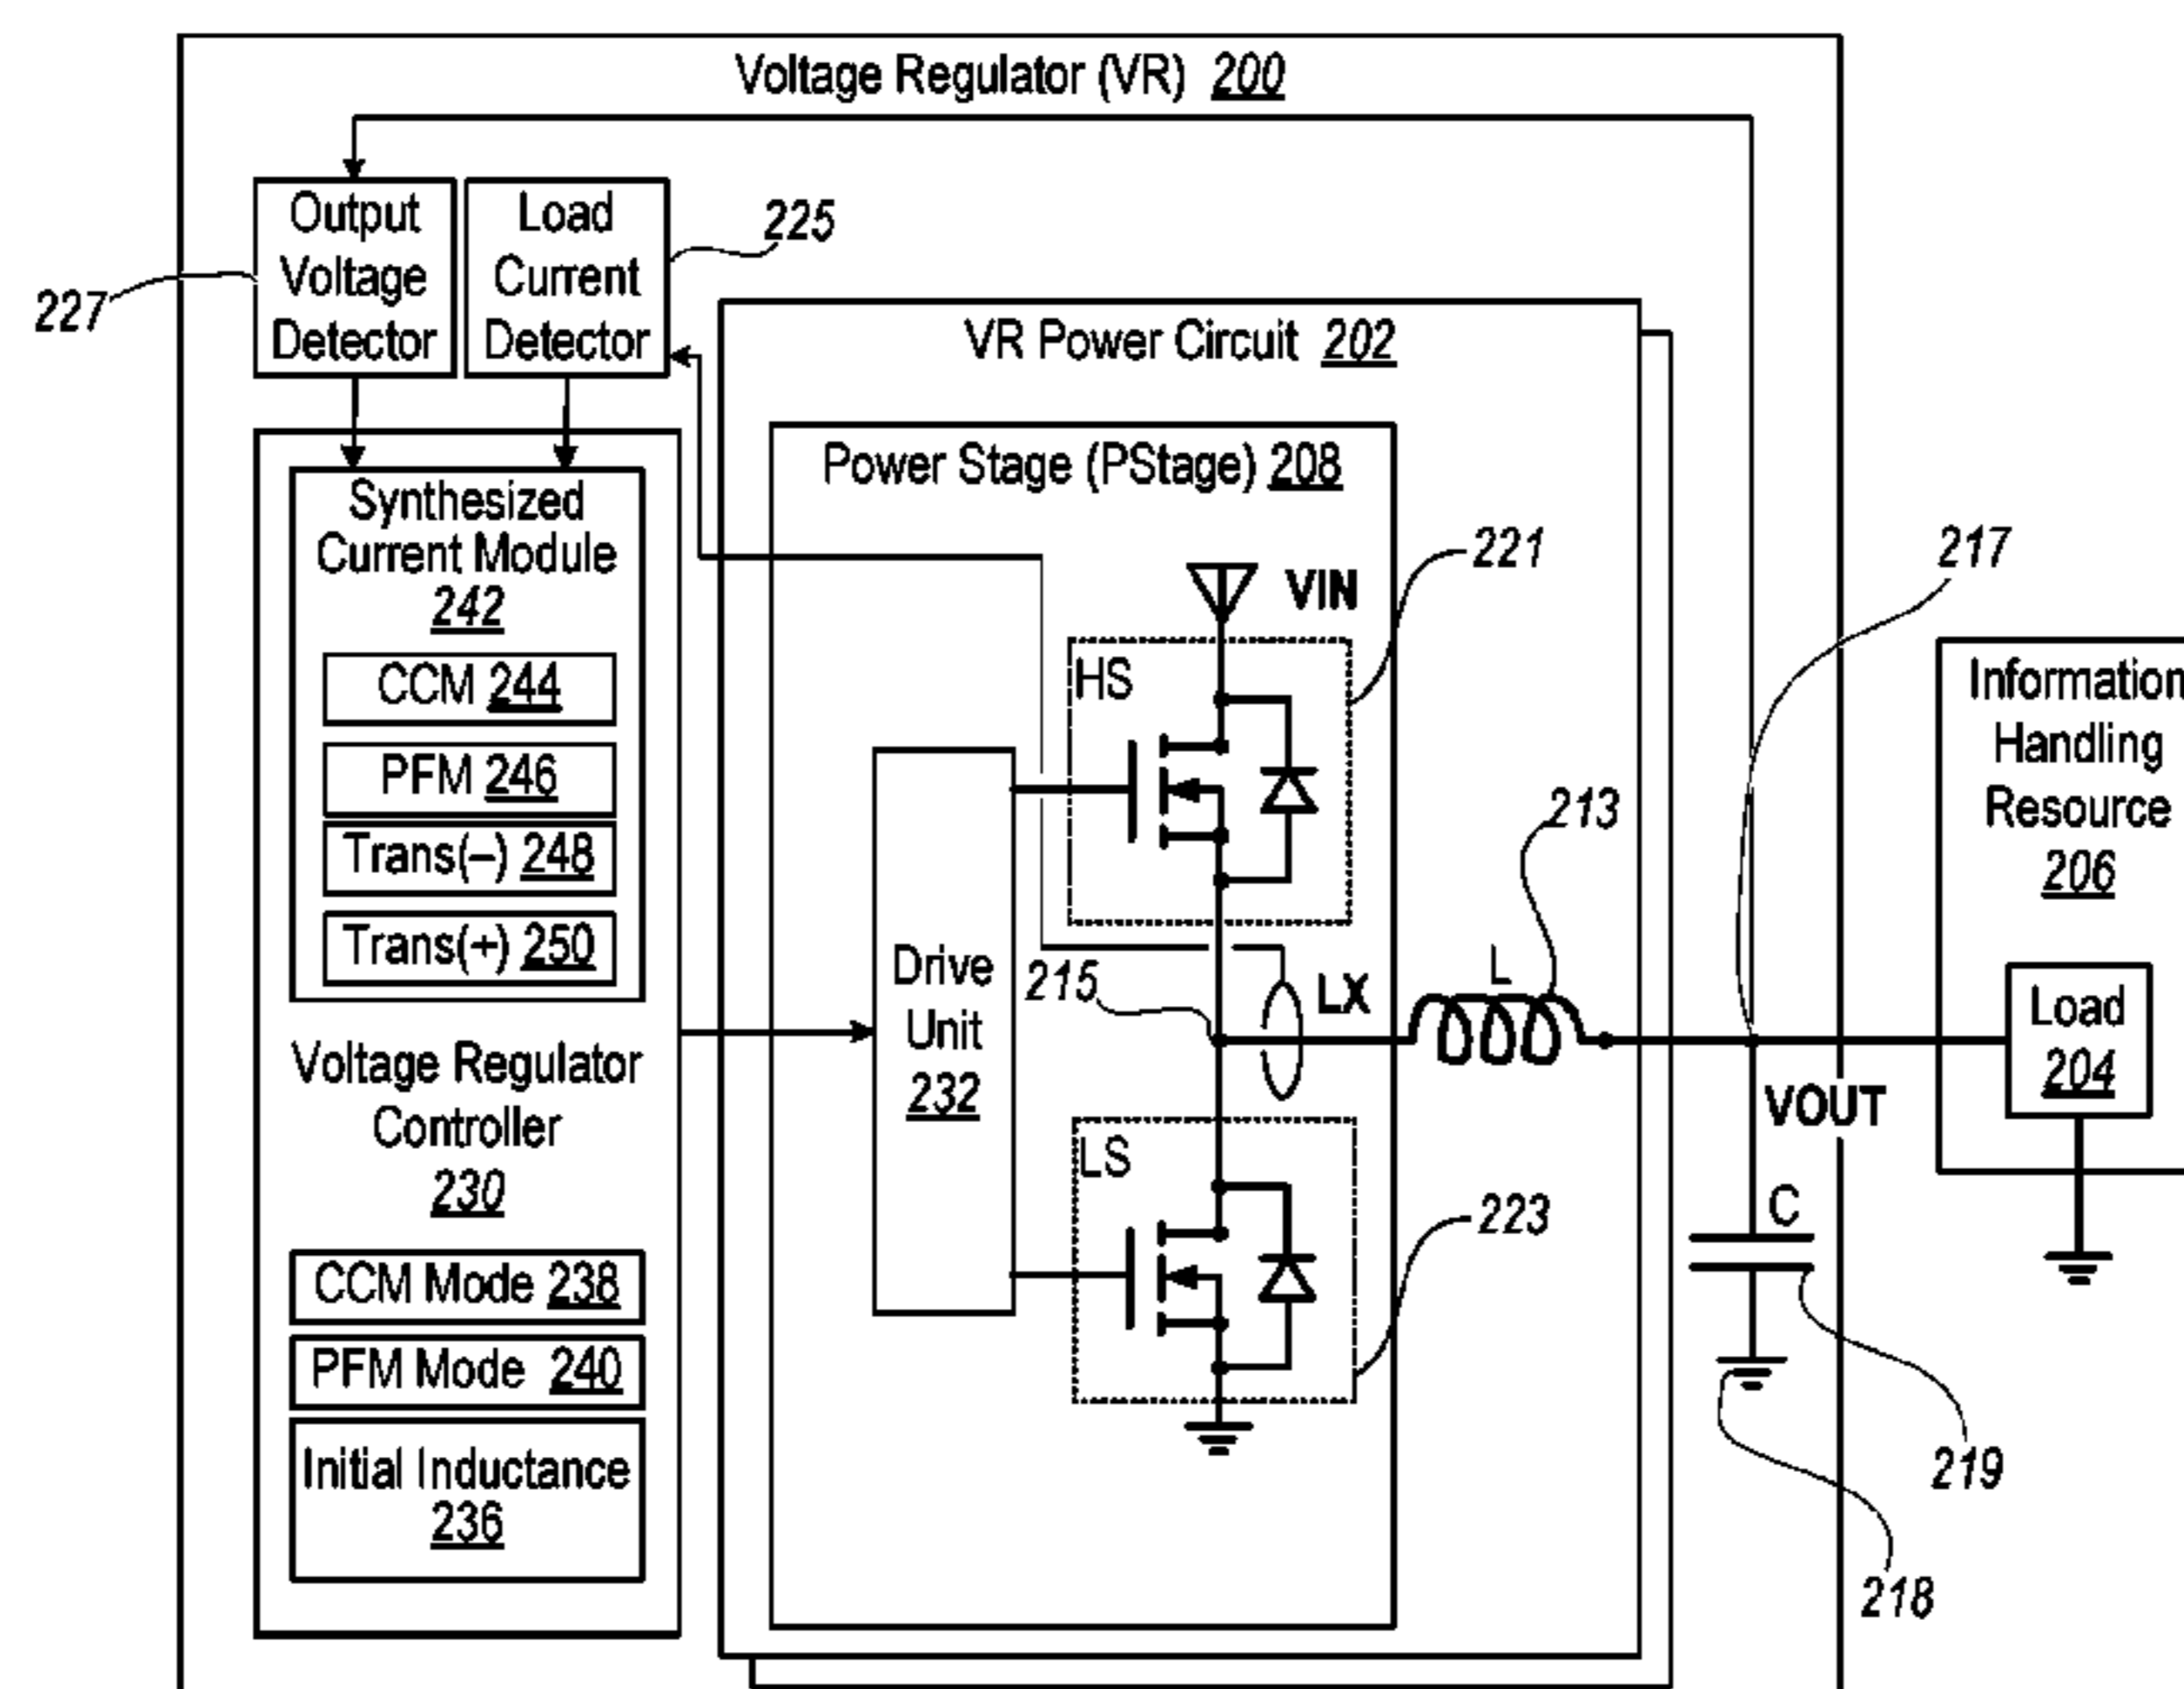 Voltage Regulator (VR) 200
Output
Voltage
Detector
Load
Current
Detector
225
227
VR Power Circuit 202
Power Stage (PStage) 208
Synthesized
Current Module
242
CCM 244
PFM 246
Trans(–) 248
Trans(+) 250
Voltage Regulator
Controller
230
CCM Mode 238
PFM Mode 240
Initial Inductance
236
Drive
Unit
232
VIN
HS
221
215
LX
L
213
LS
223
217
VOUT
C
219
218
Information
Handling
Resource
206
Load
204